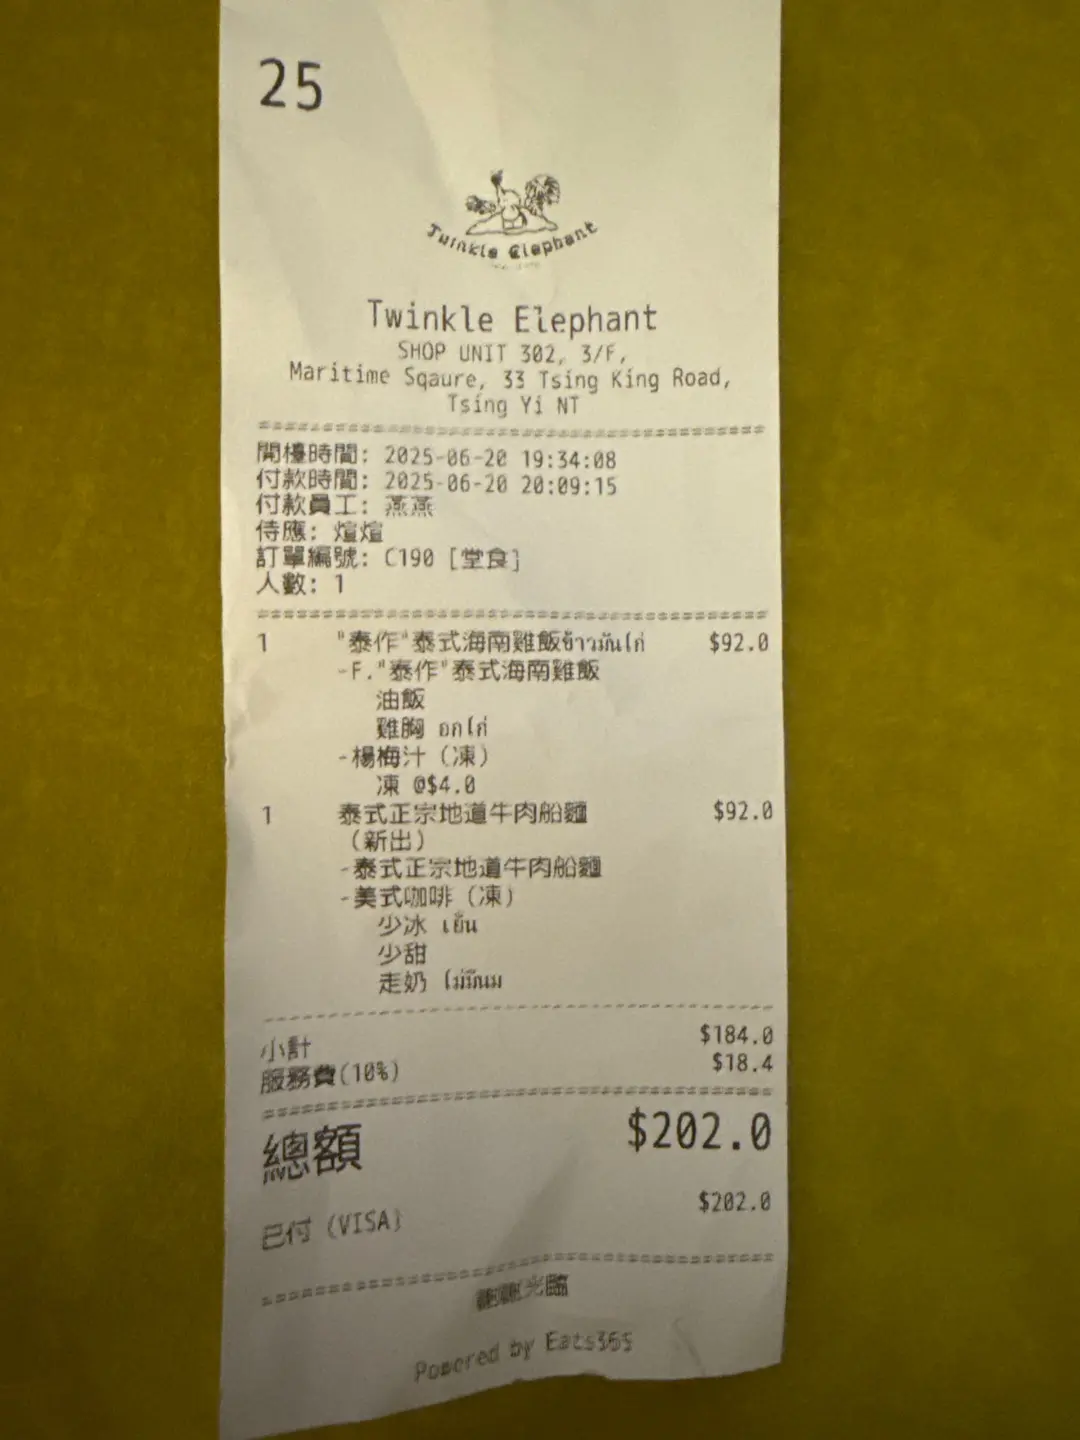 25
Twinkle Elephant
Twinkle Elephant
SHOP UNIT 302, 3/F,
Maritime Sqaure, 33 Tsing King Road,
Tsing Yi NT
開檯時間: 2025-06-20 19:34:08
付款時間: 2025-06-20 20:09:15
付款員工: 燕燕
侍應: 煊煊
訂單編號: C190 [堂食]
人數: 1
1 "泰作"泰式海南雞飯ข้าวมันไก่ $92.0
-F."泰作"泰式海南雞飯
油飯
雞胸 อกไก่
-楊梅汁 (凍)
凍 @$4.0
1 泰式正宗地道牛肉船麵 $92.0
(新出)
-泰式正宗地道牛肉船麵
-美式咖啡 (凍)
少冰 เย็น
少甜
走奶 ไม่มีนม
小計 $184.0
服務費(10%) $18.4
總額 $202.0
已付 (VISA) $202.0
謝謝光臨
Powered by Eats365